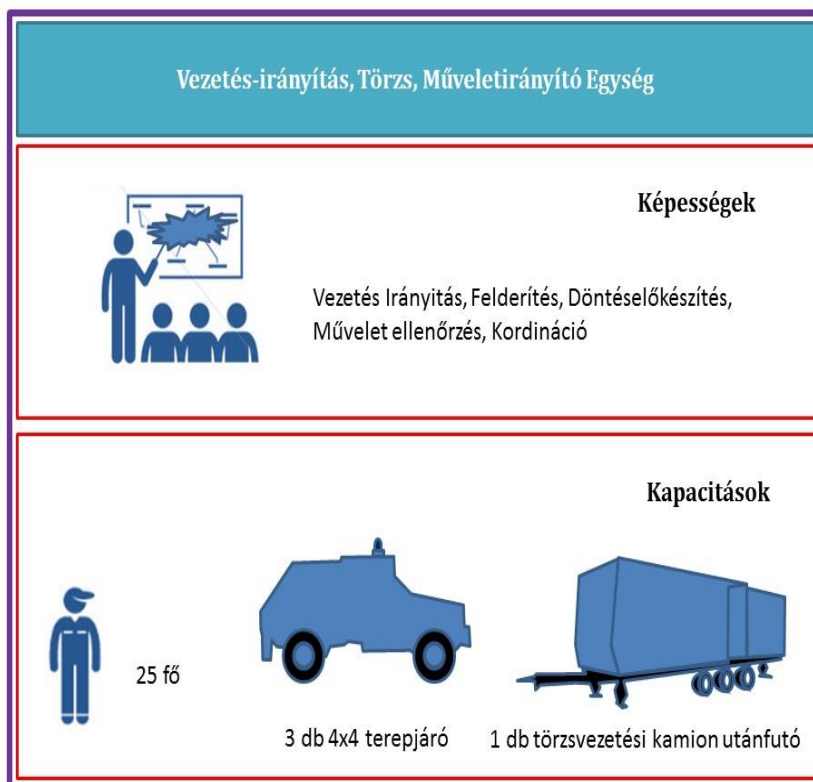 Vezetés-irányítás, Törzs, Műveletirányító Egység
Képességek
Vezetés Irányitás, Felderítés, Döntéselőkészítés,
Művelet ellenőrzés, Kordináció
Kapacitások
25 fő
3 db 4x4 terepjáró
1 db törzsvezetési kamion utánfutó